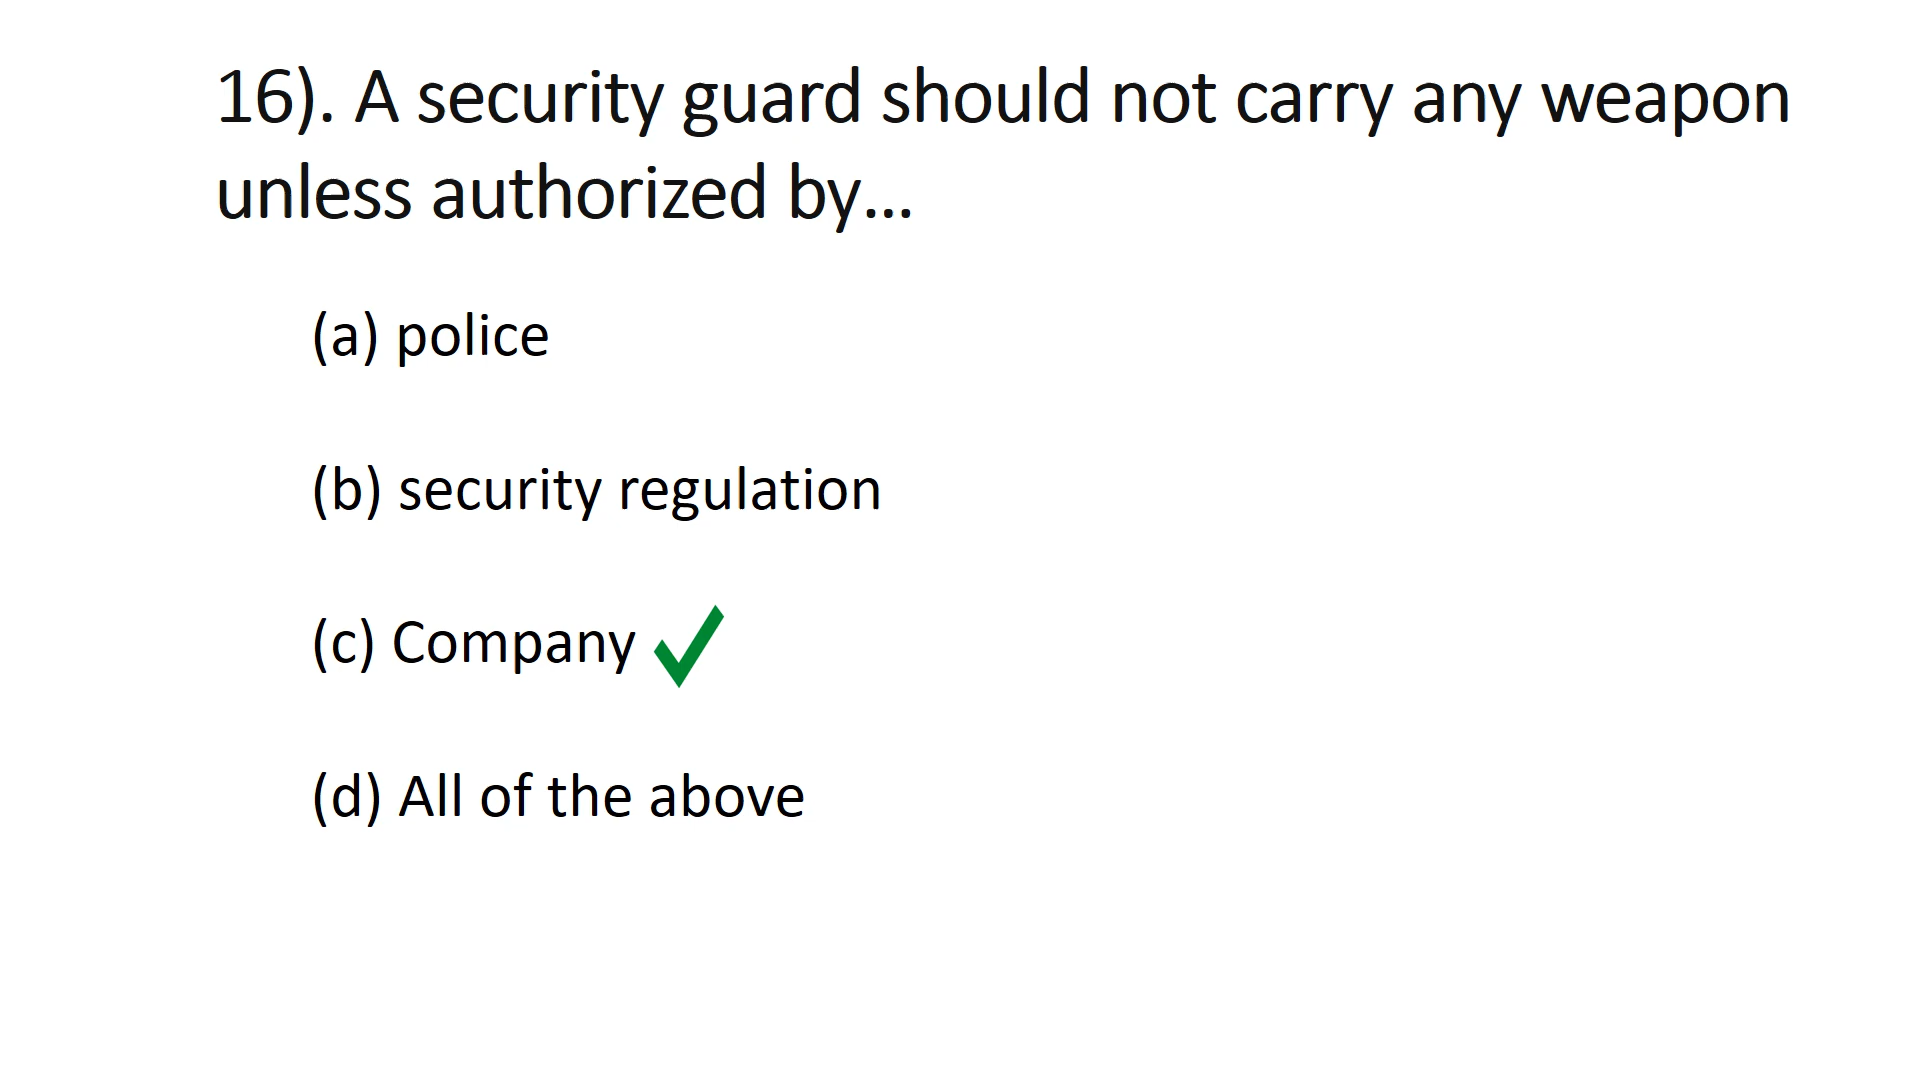 16). A security guard should not carry any weapon
unless authorized by...
(a) police
(b) security regulation
(c) Company
(d) All of the above